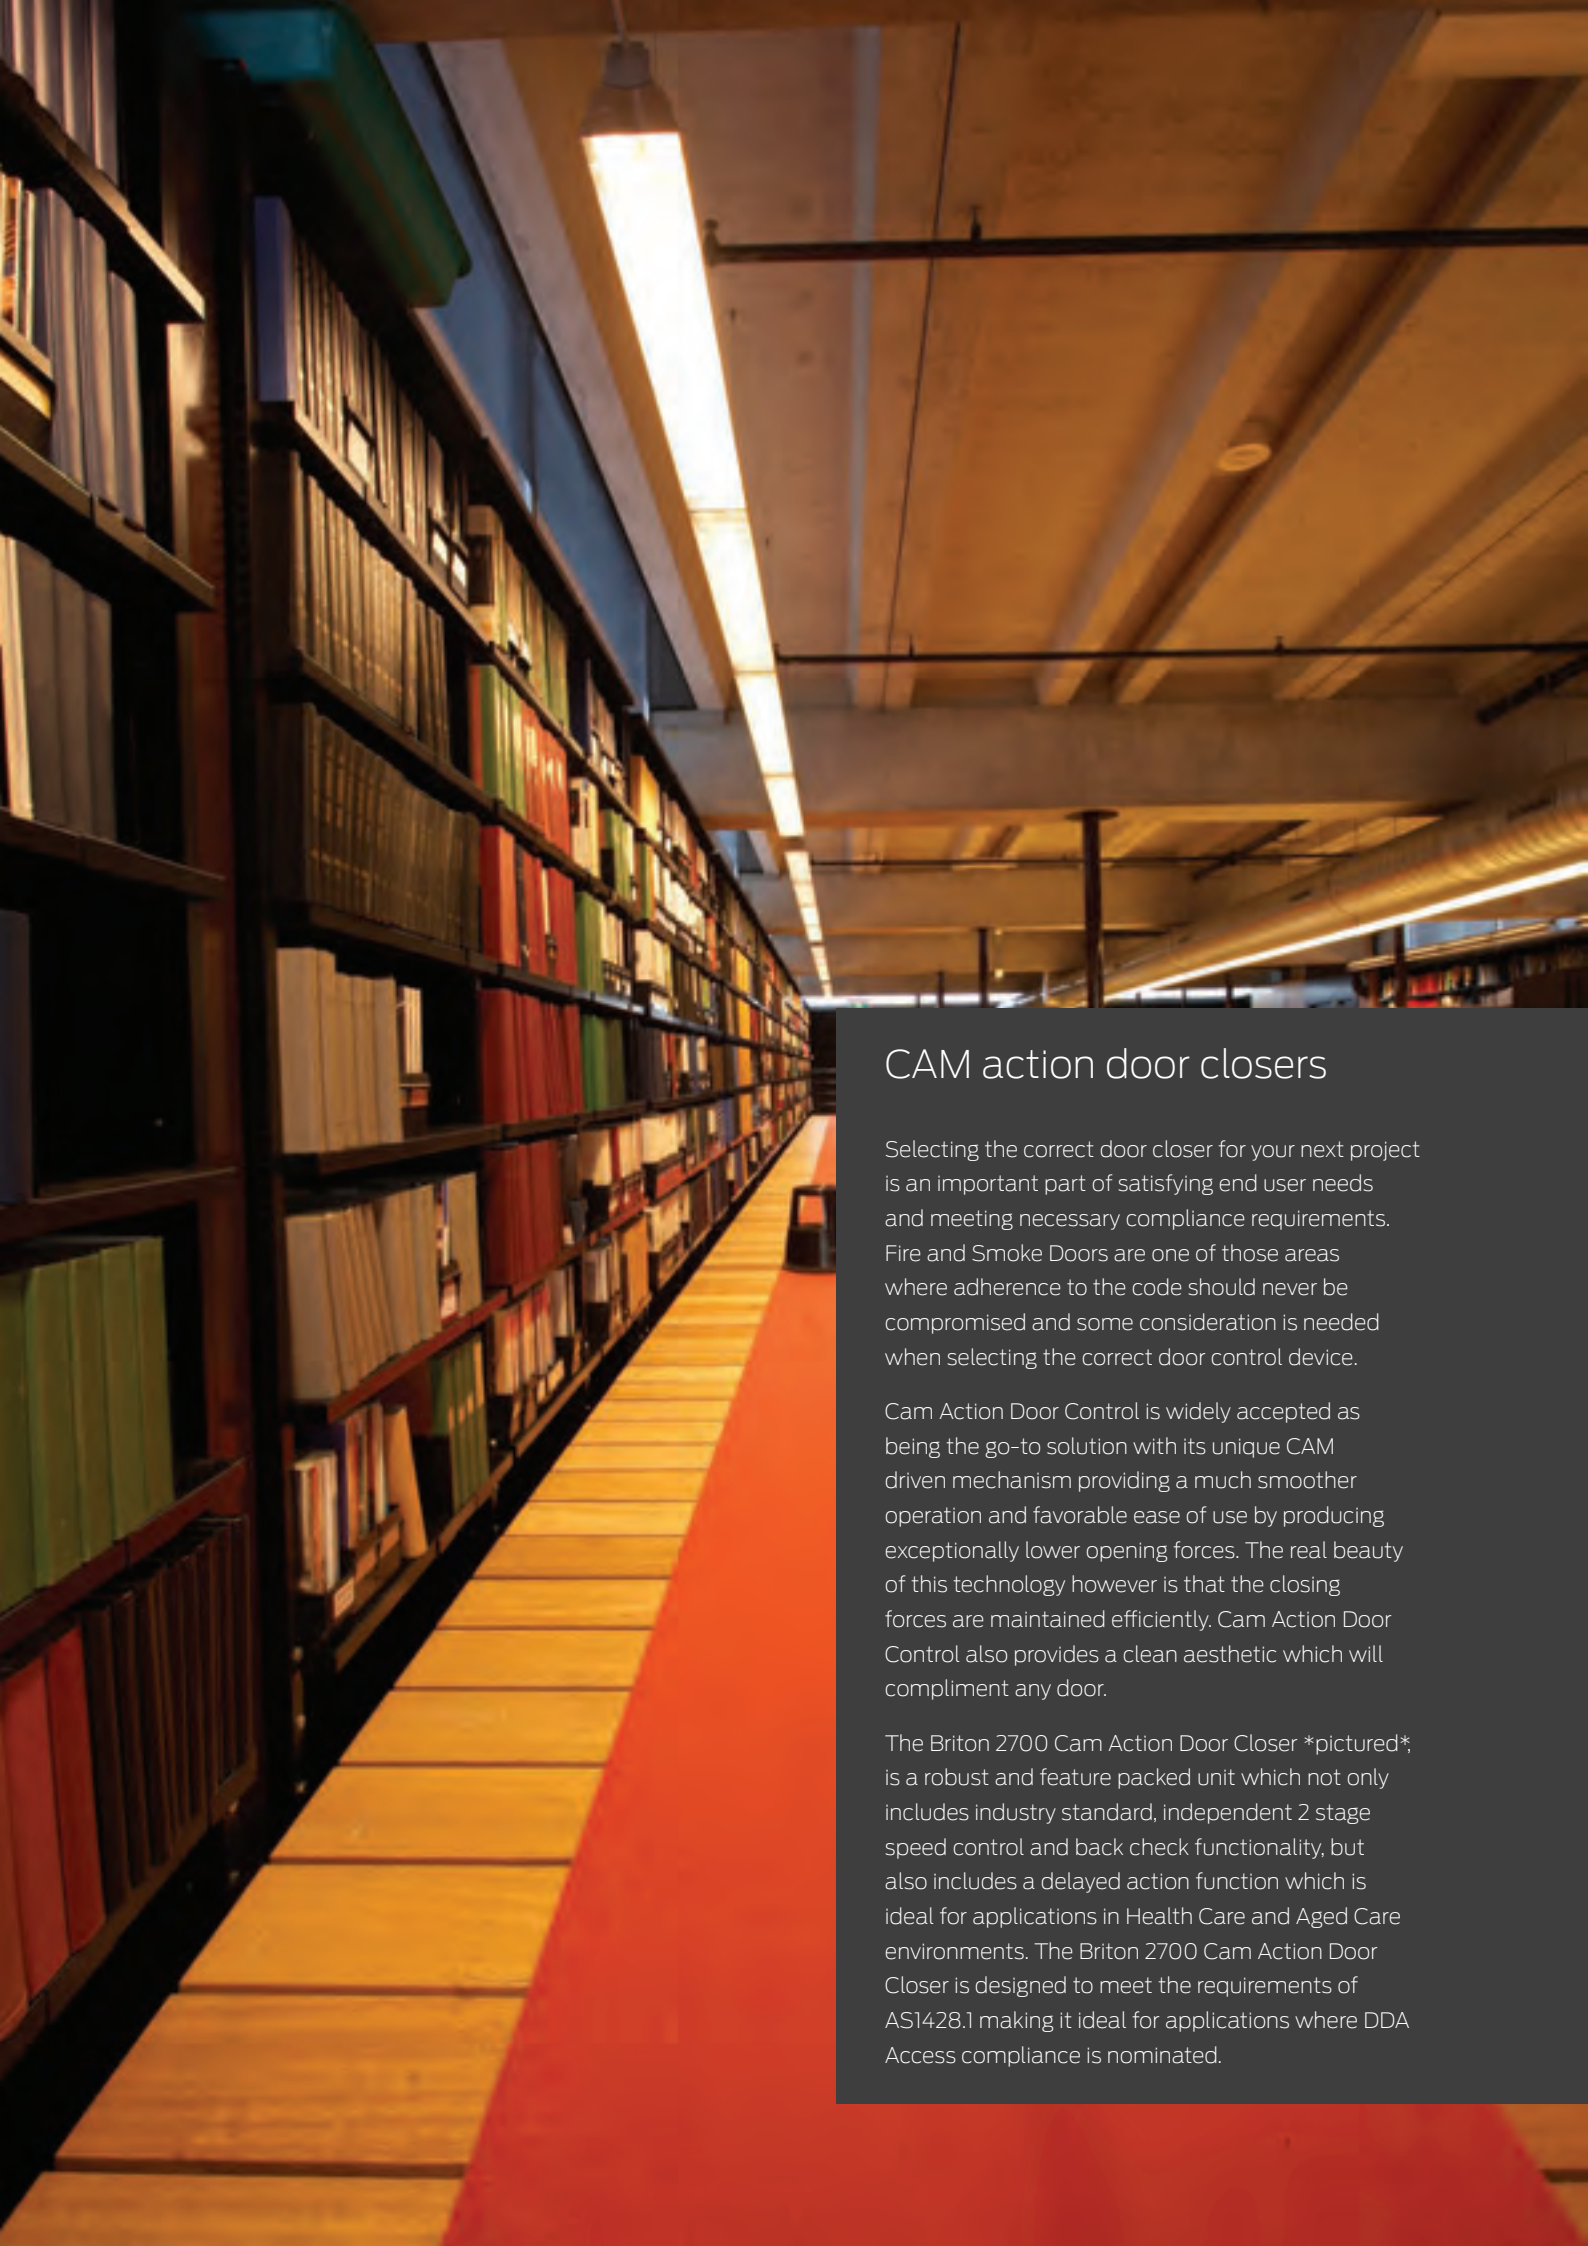 CAM action door closers
Selecting the correct door closer for your next project
is an important part of satisfying end user needs
and meeting necessary compliance requirements.
Fire and Smoke Doors are one of those areas
where adherence to the code should never be
compromised and some consideration is needed
when selecting the correct door control device.
Cam Action Door Control is widely accepted as
being the go-to solution with its unique CAM
driven mechanism providing a much smoother
operation and favorable ease of use by producing
exceptionally lower opening forces. The real beauty
of this technology however is that the closing
forces are maintained efficiently. Cam Action Door
Control also provides a clean aesthetic which will
compliment any door.
The Briton 2700 Cam Action Door Closer *pictured*,
is a robust and feature packed unit which not only
includes industry standard, independent 2 stage
speed control and back check functionality, but
also includes a delayed action function which is
ideal for applications in Health Care and Aged Care
environments. The Briton 2700 Cam Action Door
Closer is designed to meet the requirements of
AS1428.1 making it ideal for applications where DDA
Access compliance is nominated.